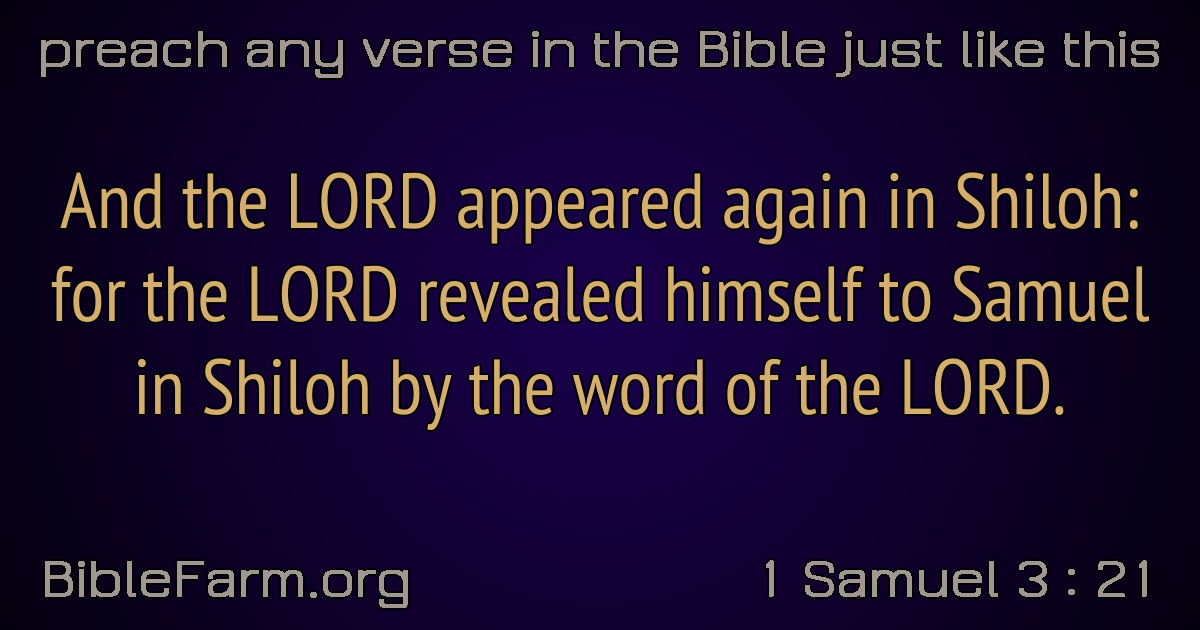 preach any verse in the Bible just like this
And the LORD appeared again in Shiloh:
for the LORD revealed himself to Samuel
in Shiloh by the word of the LORD.
BibleFarm.org
1 Samuel 3 : 21